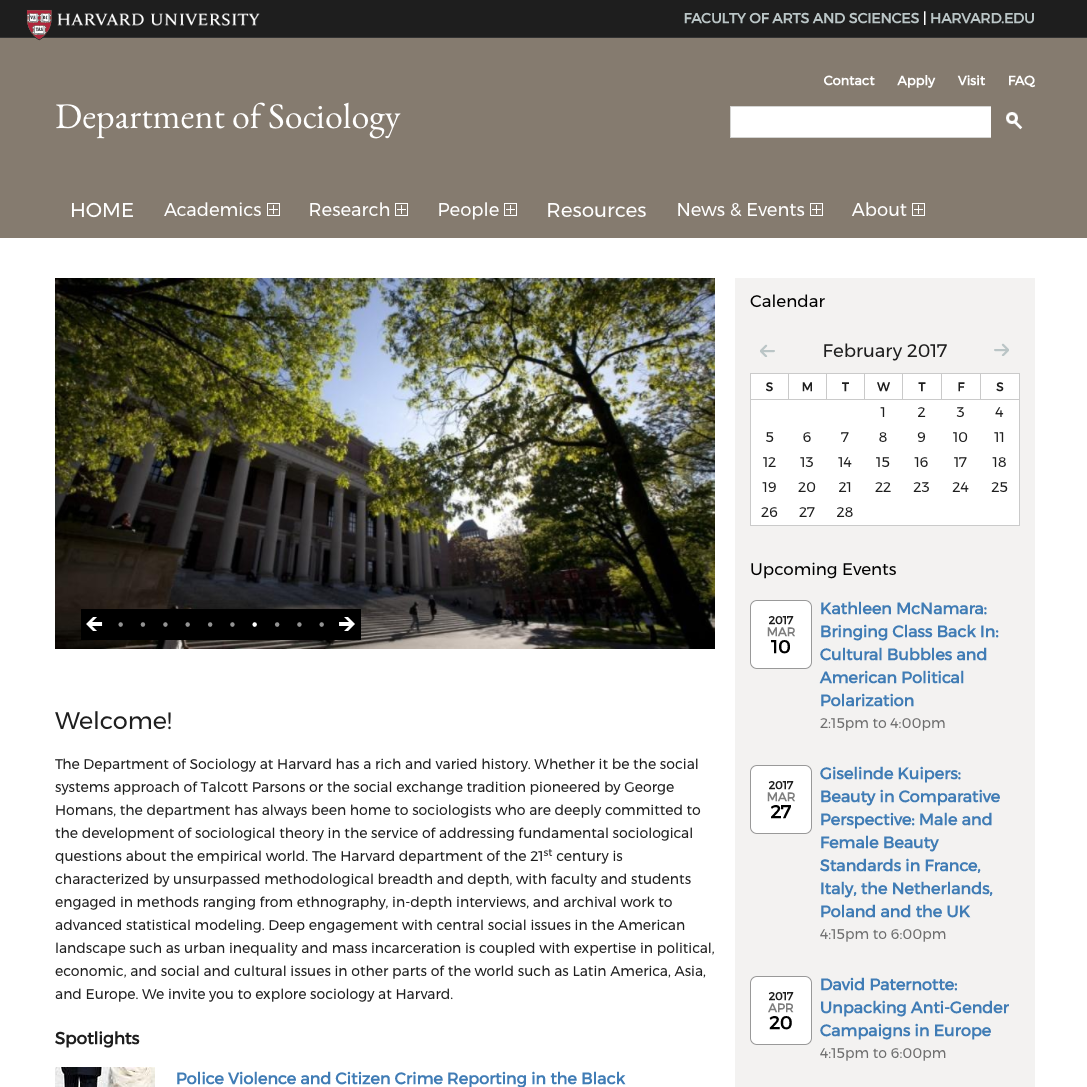 HARVARD UNIVERSITY
FACULTY OF ARTS AND SCIENCES | HARVARD.EDU
Contact Apply Visit FAQ
Department of Sociology
HOME Academics Research People Resources News & Events About
Calendar
February 2017
S M T W T F S
1 2 3 4
5 6 7 8 9 10 11
12 13 14 15 16 17 18
19 20 21 22 23 24 25
26 27 28
Upcoming Events
2017
MAR
10
Kathleen McNamara:
Bringing Class Back In:
Cultural Bubbles and
American Political
Polarization
2:15pm to 4:00pm
2017
MAR
27
Giselinde Kuipers:
Beauty in Comparative
Perspective: Male and
Female Beauty
Standards in France,
Italy, the Netherlands,
Poland and the UK
4:15pm to 6:00pm
2017
APR
20
David Paternotte:
Unpacking Anti-Gender
Campaigns in Europe
4:15pm to 6:00pm
Welcome!
The Department of Sociology at Harvard has a rich and varied history. Whether it be the social
systems approach of Talcott Parsons or the social exchange tradition pioneered by George
Homans, the department has always been home to sociologists who are deeply committed to
the development of sociological theory in the service of addressing fundamental sociological
questions about the empirical world. The Harvard department of the 21st century is
characterized by unsurpassed methodological breadth and depth, with faculty and students
engaged in methods ranging from ethnography, in-depth interviews, and archival work to
advanced statistical modeling. Deep engagement with central social issues in the American
landscape such as urban inequality and mass incarceration is coupled with expertise in political,
economic, and social and cultural issues in other parts of the world such as Latin America, Asia,
and Europe. We invite you to explore sociology at Harvard.
Spotlights
Police Violence and Citizen Crime Reporting in the Black